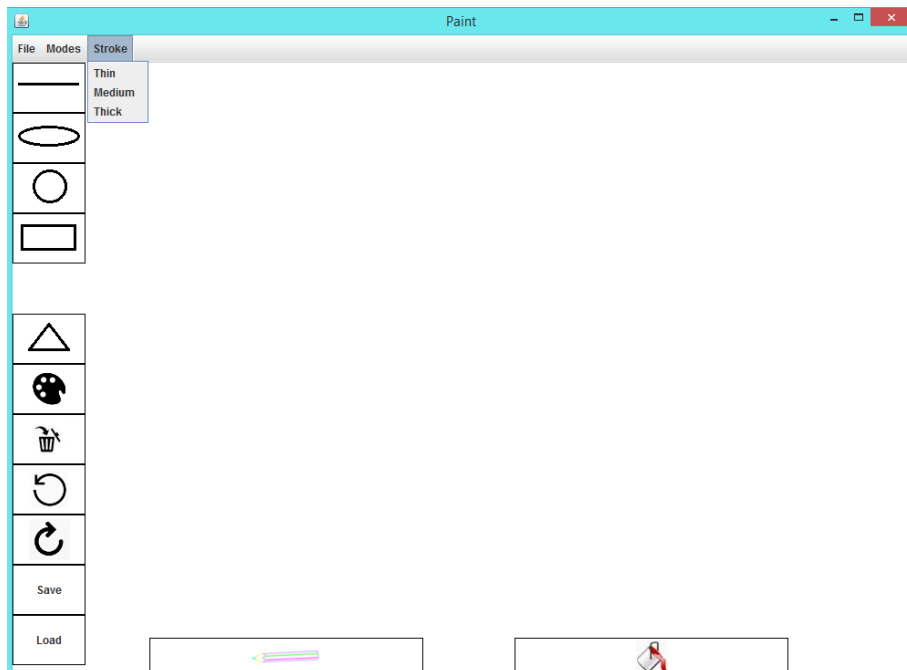 Paint
File Modes Stroke
Thin
Medium
Thick
Save
Load